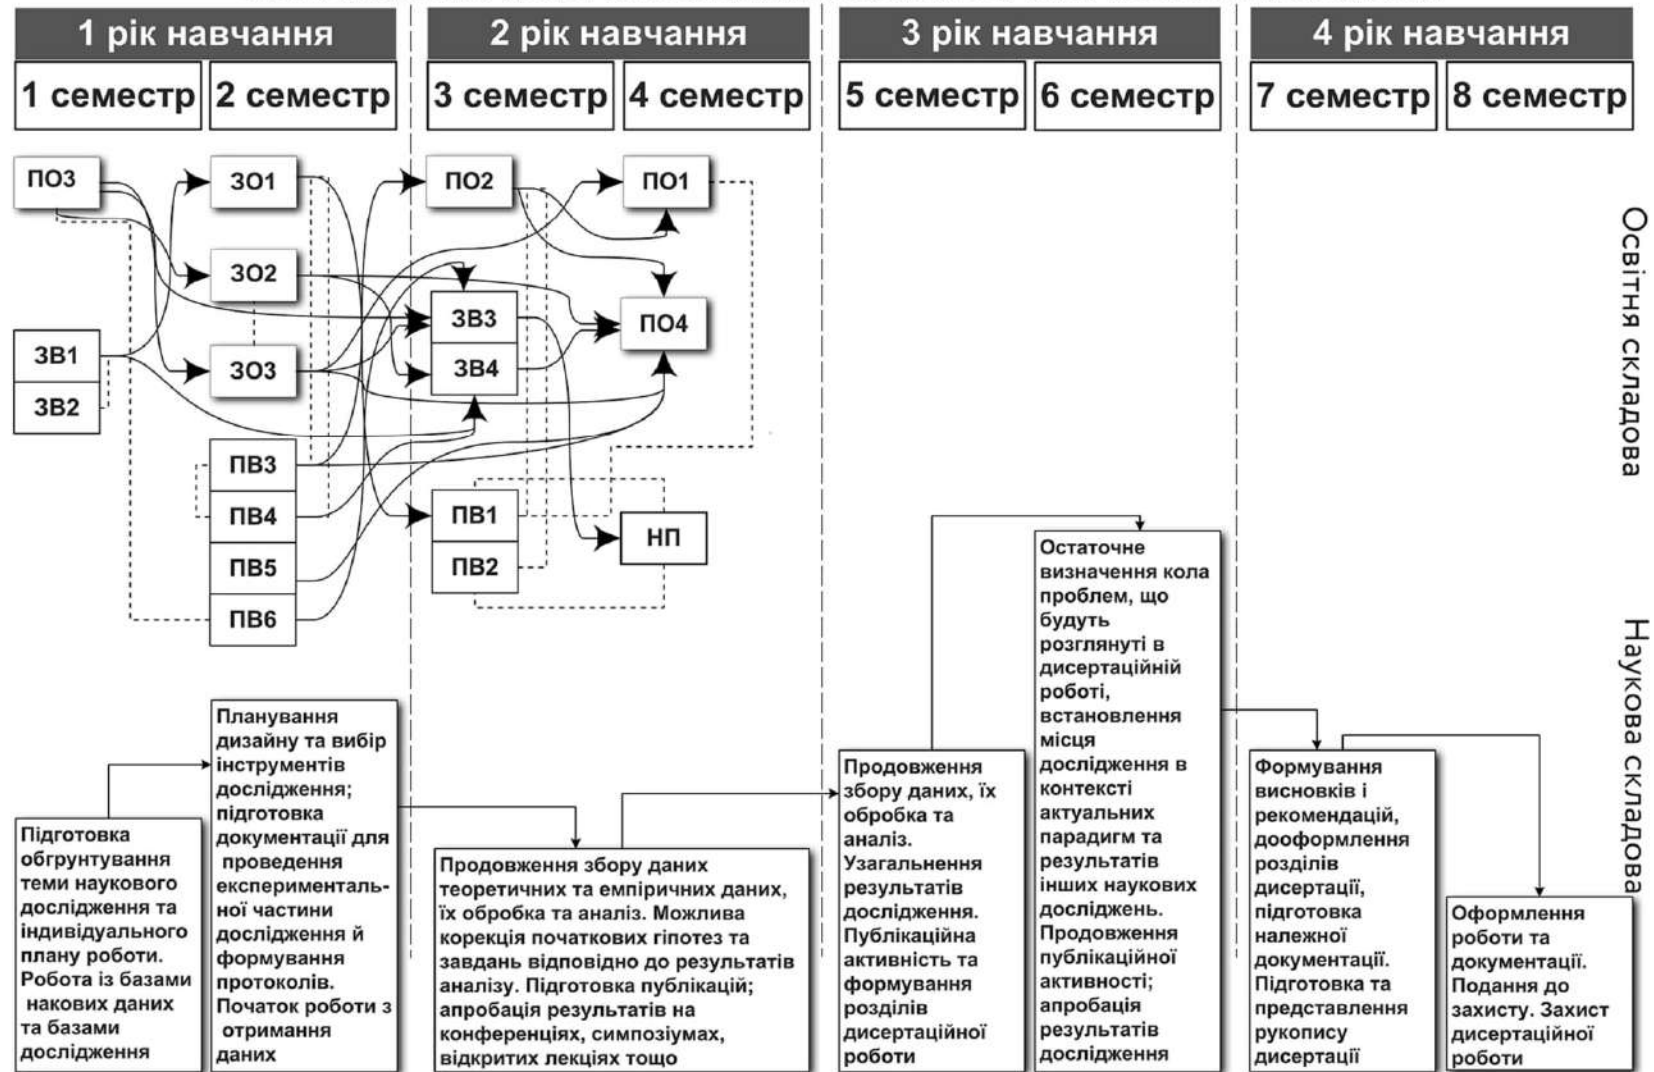 1 рік навчання
2 рік навчання
3 рік навчання
4 рік навчання
1 семестр
2 семестр
3 семестр
4 семестр
5 семестр
6 семестр
7 семестр
8 семестр
ПО3
ЗО1
ПО2
ПО1
ЗО2
ЗВ3
ПО4
ЗВ1
ЗО3
ЗВ4
ЗВ2
ПВ3
ПВ4
ПВ1
НП
ПВ5
ПВ2
ПВ6
Освітня складова
Наукова складова
Підготовка
обгрунтування
теми наукового
дослідження та
індивідуального
плану роботи.
Робота із базами
накових даних
та базами
дослідження
Планування
дизайну та вибір
інструментів
дослідження;
підготовка
документації для
проведення
експерименталь-
ної частини
дослідження й
формування
протоколів.
Початок роботи з
отримання
даних
Продовження збору даних
теоретичних та емпіричних даних,
їх обробка та аналіз. Можлива
корекція початкових гіпотез та
завдань відповідно до результатів
аналізу. Підготовка публікацій;
апробація результатів на
конференціях, симпозіумах,
відкритих лекціях тощо
Продовження
збору даних, їх
обробка та
аналіз.
Узагальнення
результатів
дослідження.
Публікаційна
активність та
формування
розділів
дисертаційної
роботи
Остаточне
визначення кола
проблем, що
будуть
розглянуті в
дисертаційній
роботі,
встановлення
місця
дослідження в
контексті
актуальних
парадигм та
результатів
інших наукових
досліджень.
Продовження
публікаційної
активності;
апробація
результатів
дослідження
Формування
висновків і
рекомендацій,
дооформлення
розділів
дисертації,
підготовка
належної
документації.
Підготовка та
представлення
рукопису
дисертації
Оформлення
роботи та
документації.
Подання до
захисту. Захист
дисертаційної
роботи